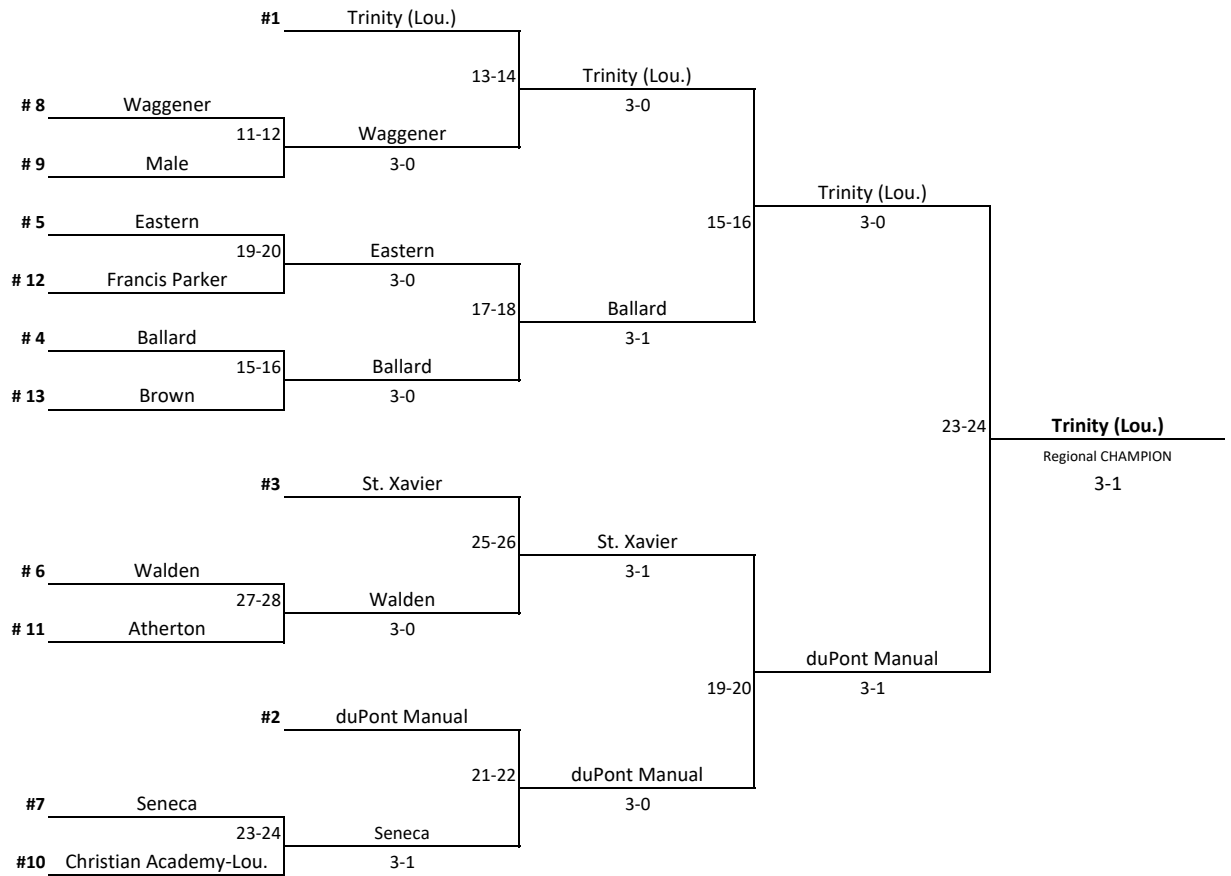 #1 Trinity (Lou.)
13-14 Trinity (Lou.)
# 8 Waggener 3-0
11-12 Waggener
# 9 Male 3-0
Trinity (Lou.)
# 5 Eastern 15-16 3-0
19-20 Eastern
# 12 Francis Parker 3-0
17-18 Ballard
# 4 Ballard 3-1
15-16 Ballard
# 13 Brown 3-0
23-24 Trinity (Lou.)
Regional CHAMPION
#3 St. Xavier 3-1
25-26 St. Xavier
# 6 Walden 3-1
27-28 Walden
# 11 Atherton 3-0
duPont Manual
19-20 3-1
#2 duPont Manual
21-22 duPont Manual
#7 Seneca 3-0
23-24 Seneca
#10 Christian Academy-Lou. 3-1